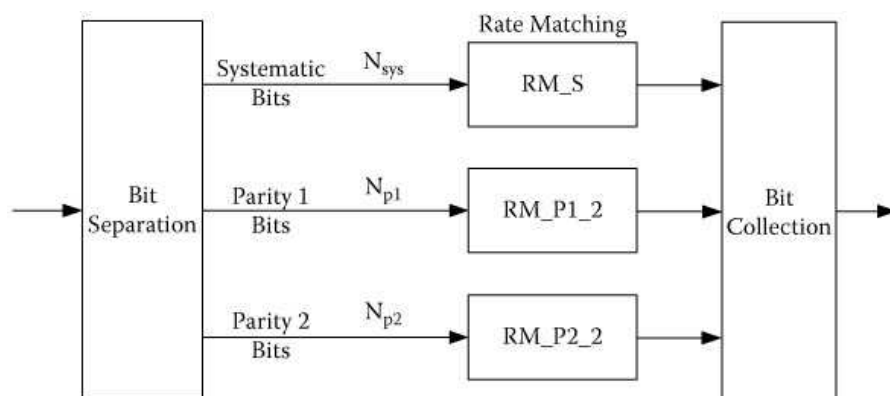 Rate Matching
Systematic
Bits
N_sys
RM_S
Bit
Separation
Parity 1
Bits
N_p1
RM_P1_2
Bit
Collection
Parity 2
Bits
N_p2
RM_P2_2